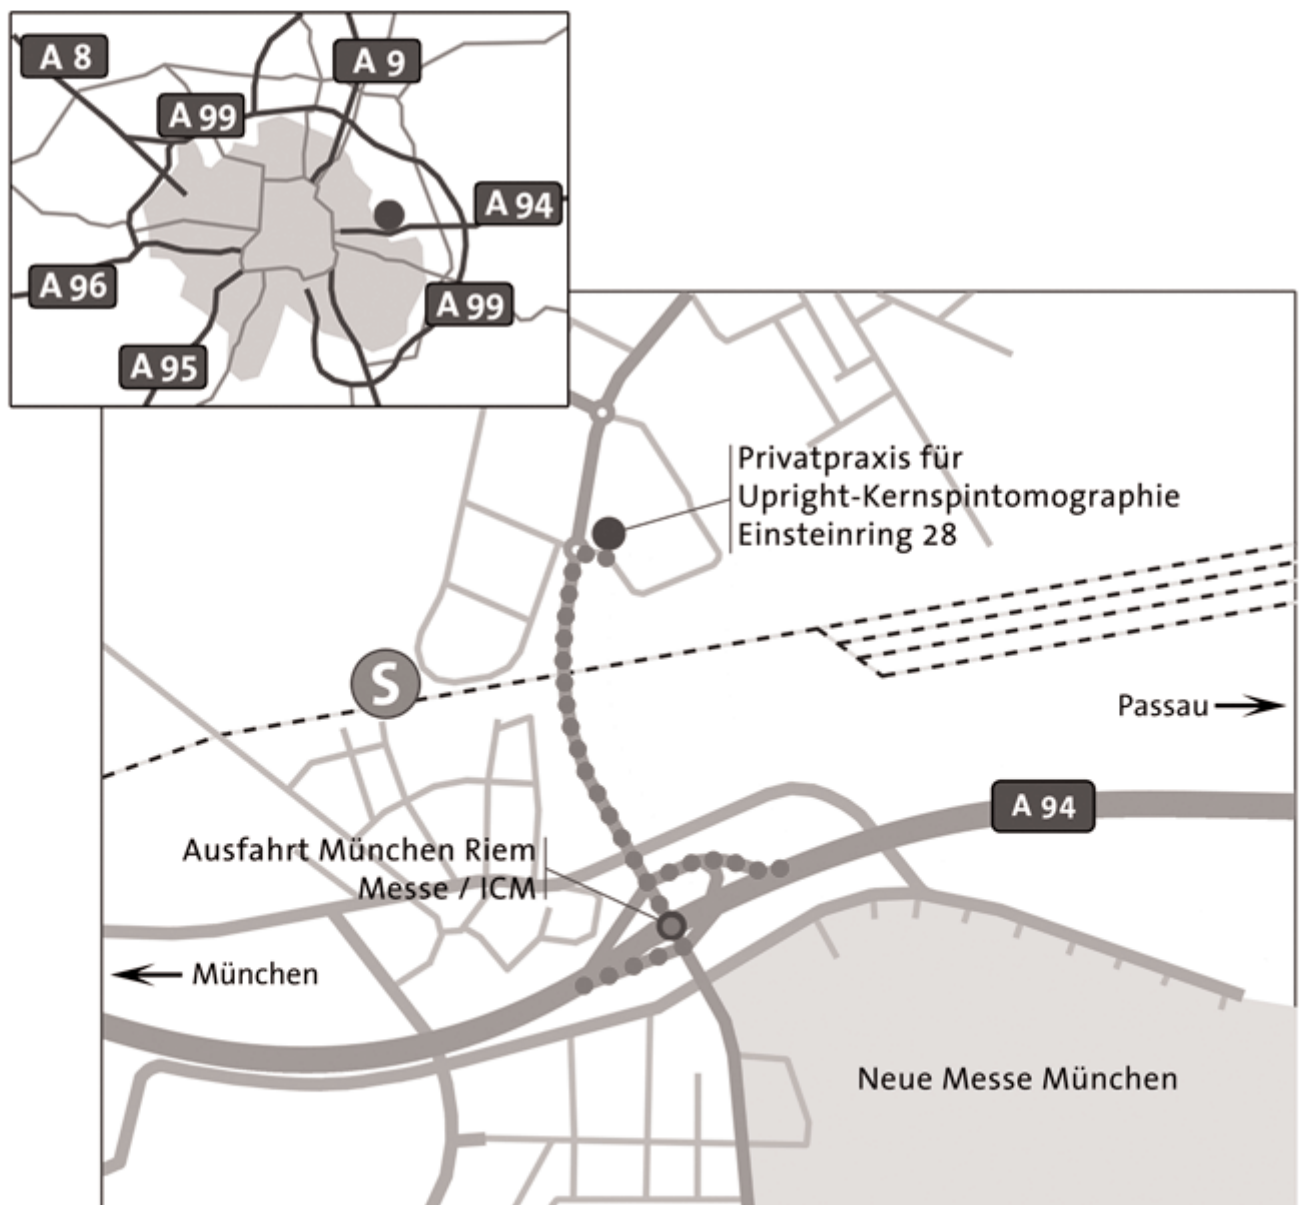 A 8
A 9
A 99
A 94
A 96
A 99
A 95
Privatpraxis für
Upright-Kernspintomographie
Einsteinring 28
S
Passau
A 94
Ausfahrt München Riem
Messe / ICM
München
Neue Messe München